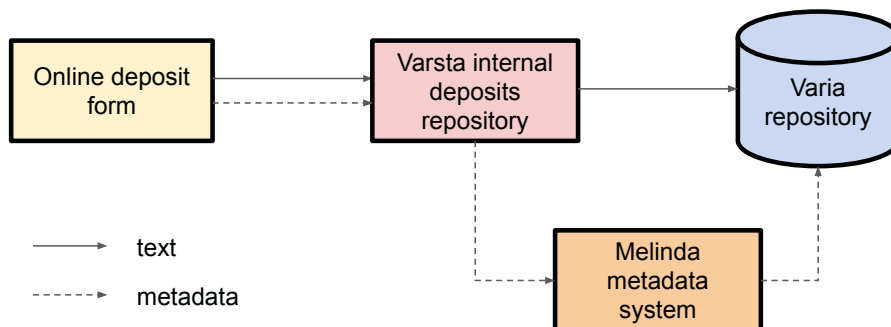 Online deposit
form
Varsta internal
deposits
repository
Varia
repository
text
metadata
Melinda
metadata
system